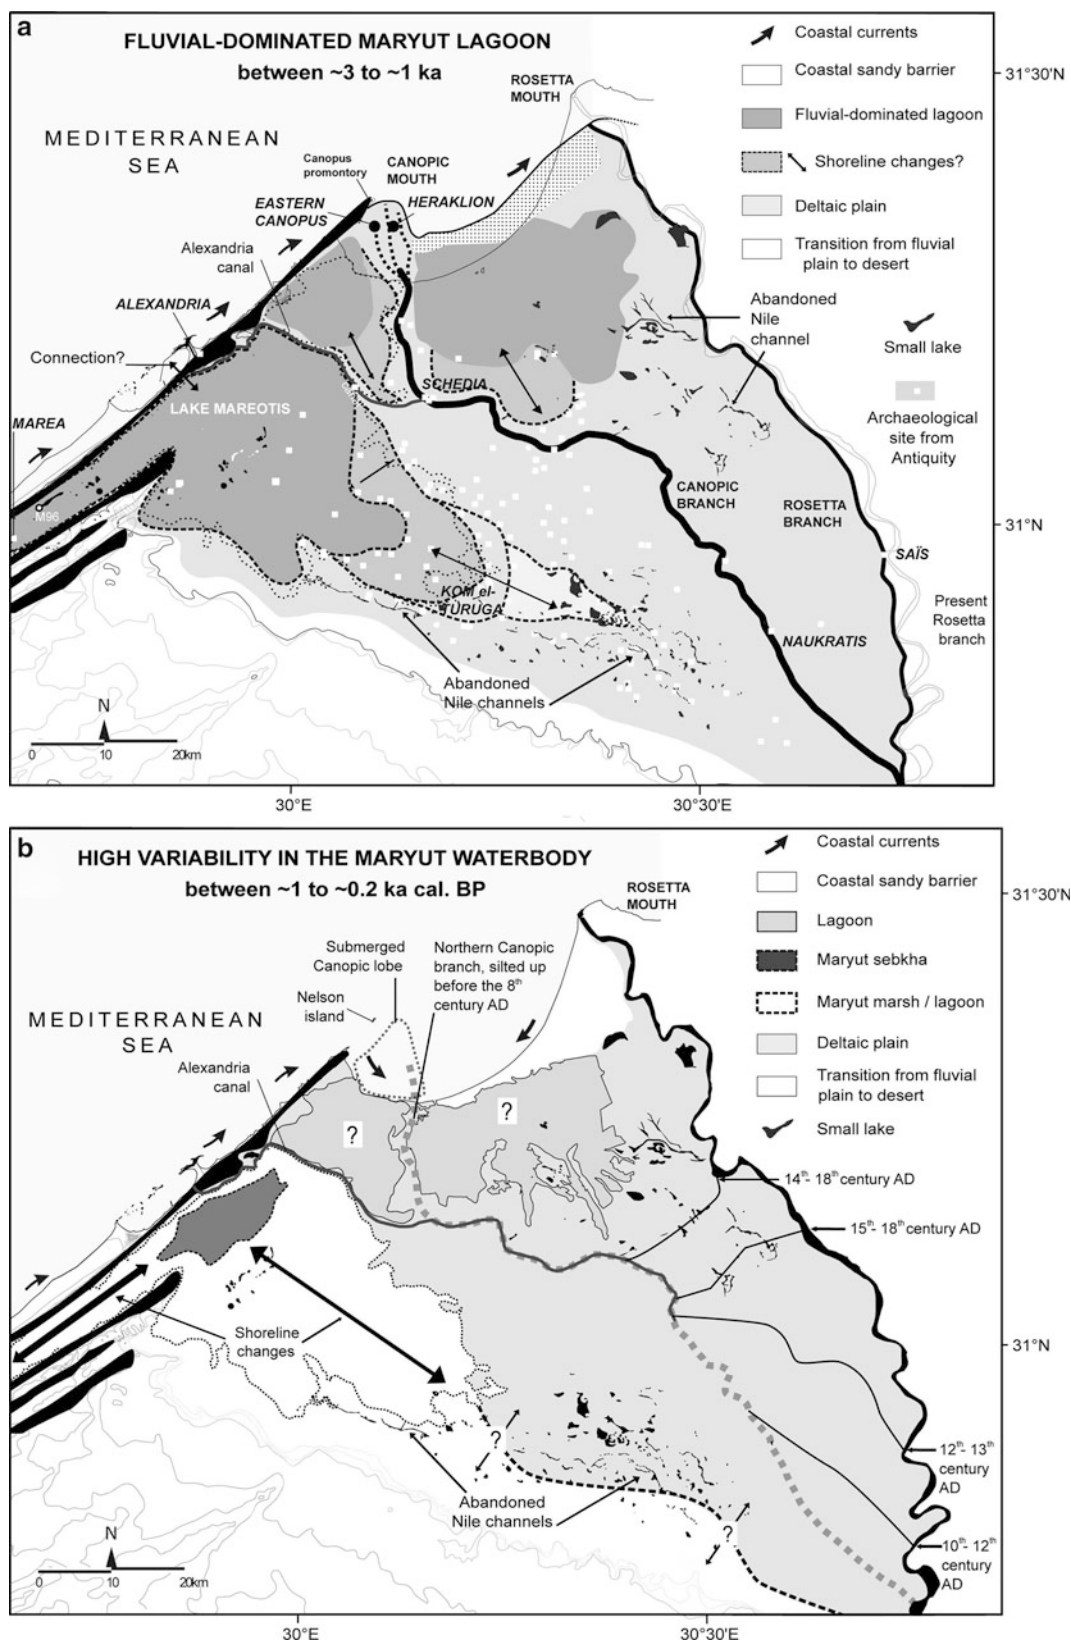 a
FLUVIAL-DOMINATED MARYUT LAGOON
between ~3 to ~1 ka
MEDITERRANEAN
SEA
ROSETTA
MOUTH
Canopus
promontory
CANOPIC
MOUTH
EASTERN
CANOPUS
HERAKLION
Alexandria
canal
ALEXANDRIA
Connection?
MAREA
LAKE MAREOTIS
M96
SCHEDIA
KOM el-
TURUGA
Abandoned
Nile channels
CANOPIC
BRANCH
ROSETTA
BRANCH
NAUKRATIS
SAÏS
Present
Rosetta
branch
Abandoned
Nile
channel
Coastal currents
Coastal sandy barrier
Fluvial-dominated lagoon
Shoreline changes?
Deltaic plain
Transition from fluvial
plain to desert
Small lake
Archaeological
site from
Antiquity
31°30'N
31°N
N
0 10 20km
30°E
30°30'E
b
HIGH VARIABILITY IN THE MARYUT WATERBODY
between ~1 to ~0.2 ka cal. BP
MEDITERRANEAN
SEA
ROSETTA
MOUTH
Submerged
Canopic lobe
Nelson
island
Northern Canopic
branch, silted up
before the 8th
century AD
Alexandria
canal
?
?
Shoreline
changes
?
?
Abandoned
Nile channels
14th- 18th century AD
15th- 18th century AD
12th- 13th
century
AD
10th- 12th
century
AD
Coastal currents
Coastal sandy barrier
Lagoon
Maryut sebkha
Maryut marsh / lagoon
Deltaic plain
Transition from fluvial
plain to desert
Small lake
31°30'N
31°N
N
0 10 20km
30°E
30°30'E